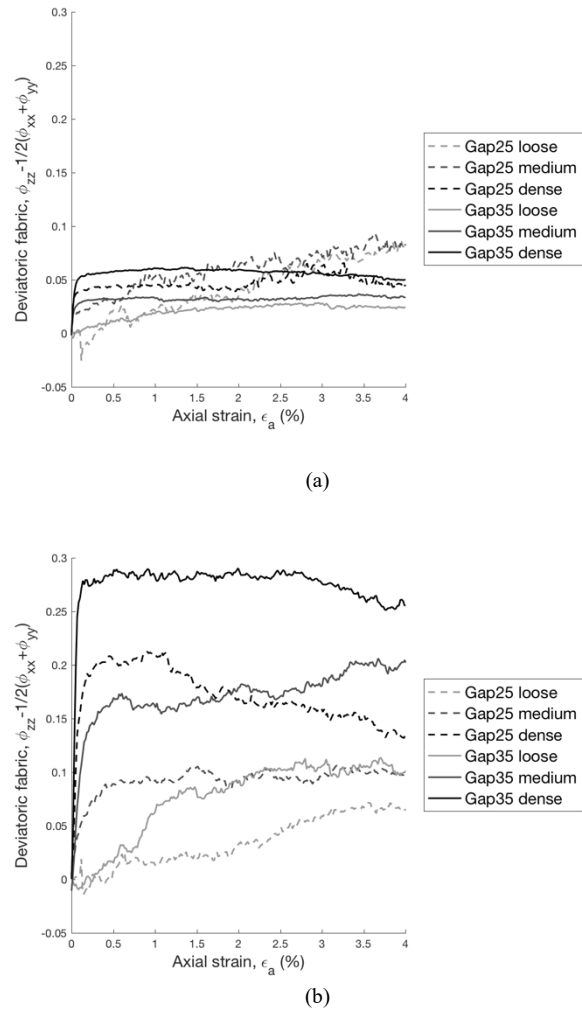 0.3
0.25
0.2
0.15
0.1
0.05
0
-0.05
Deviatoric fabric, ϕzz-1/2(ϕxx+ϕyy)
0 0.5 1 1.5 2 2.5 3 3.5 4
Axial strain, ϵa (%)
Gap25 loose
Gap25 medium
Gap25 dense
Gap35 loose
Gap35 medium
Gap35 dense
(a)
0.3
0.25
0.2
0.15
0.1
0.05
0
-0.05
Deviatoric fabric, ϕzz-1/2(ϕxx+ϕyy)
0 0.5 1 1.5 2 2.5 3 3.5 4
Axial strain, ϵa (%)
Gap25 loose
Gap25 medium
Gap25 dense
Gap35 loose
Gap35 medium
Gap35 dense
(b)